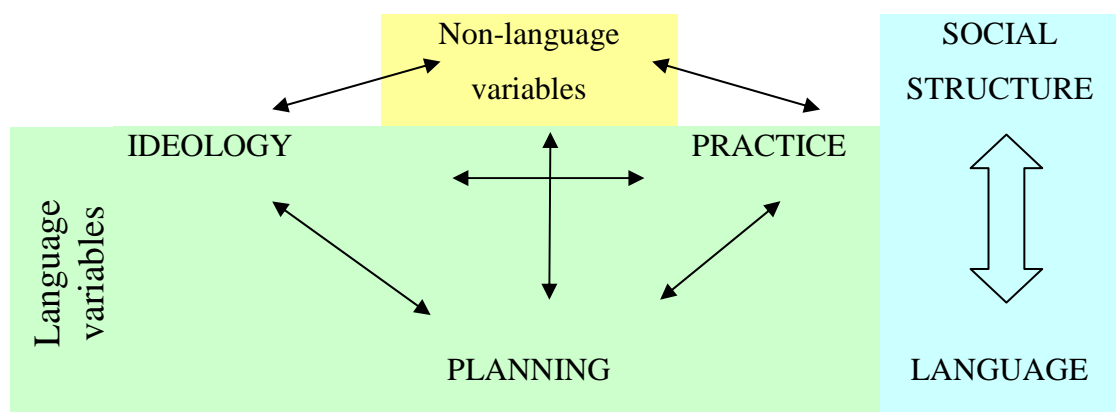 Non-language
variables
SOCIAL
STRUCTURE
IDEOLOGY
PRACTICE
Language
variables
PLANNING
LANGUAGE